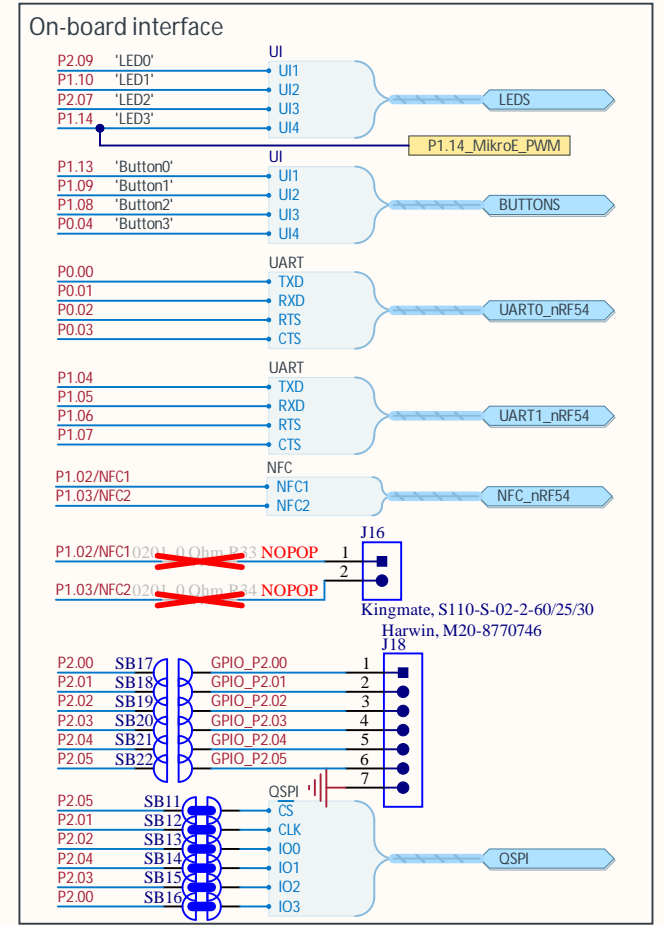 On-board interface
UI
P2.09 'LED0' UI1
P1.10 'LED1' UI2
P2.07 'LED2' UI3
P1.14 'LED3' UI4
LEDS
P1.14_MikroE_PWM
UI
P1.13 'Button0' UI1
P1.09 'Button1' UI2
P1.08 'Button2' UI3
P0.04 'Button3' UI4
BUTTONS
UART
P0.00 TXD
P0.01 RXD
P0.02 RTS
P0.03 CTS
UART0_nRF54
UART
P1.04 TXD
P1.05 RXD
P1.06 RTS
P1.07 CTS
UART1_nRF54
NFC
P1.02/NFC1 NFC1
P1.03/NFC2 NFC2
NFC_nRF54
J16
P1.02/NFC1 0201 0 Ohm R33 NOPOP 1
2
P1.03/NFC2 0201 0 Ohm R34 NOPOP
Kingmate, S110-S-02-2-60/25/30
Harwin, M20-8770746
J18
P2.00 SB17 GPIO_P2.00 1
P2.01 SB18 GPIO_P2.01 2
P2.02 SB19 GPIO_P2.02 3
P2.03 SB20 GPIO_P2.03 4
P2.04 SB21 GPIO_P2.04 5
P2.05 SB22 GPIO_P2.05 6
7
QSPI
P2.05 SB11 CS
P2.01 SB12 CLK
P2.02 SB13 IO0
P2.04 SB14 IO1
P2.03 SB15 IO2
P2.00 SB16 IO3
QSPI